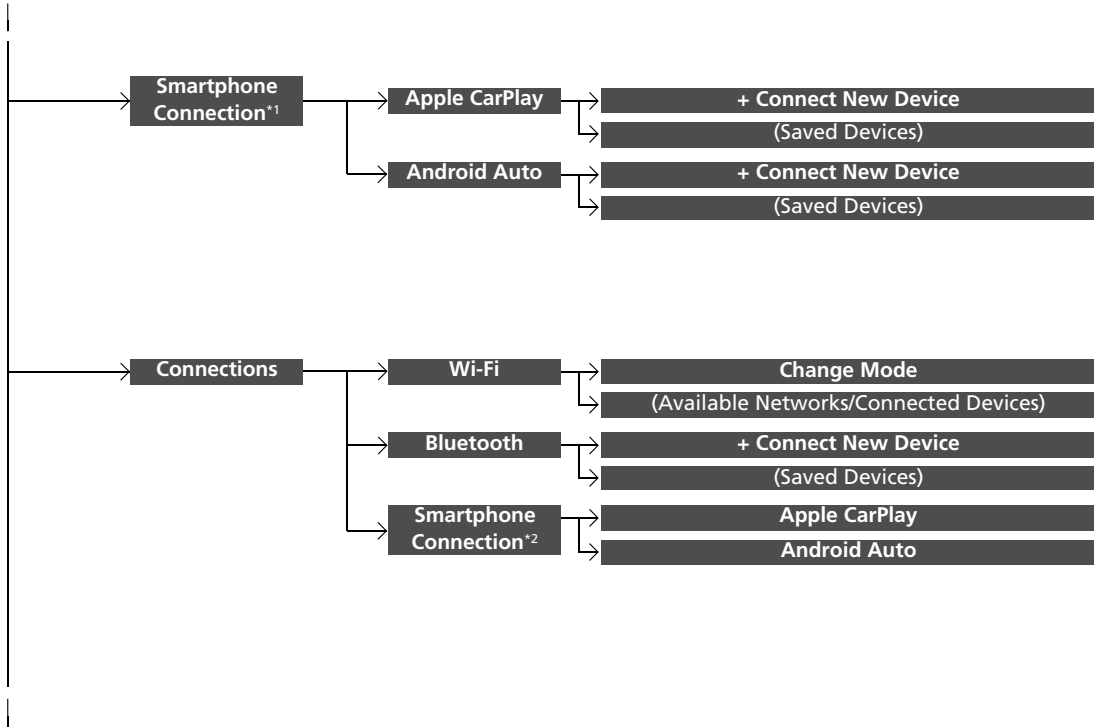 Smartphone
Connection*1
Apple CarPlay
+ Connect New Device
(Saved Devices)
Android Auto
+ Connect New Device
(Saved Devices)
Connections
Wi-Fi
Change Mode
(Available Networks/Connected Devices)
Bluetooth
+ Connect New Device
(Saved Devices)
Smartphone
Connection*2
Apple CarPlay
Android Auto